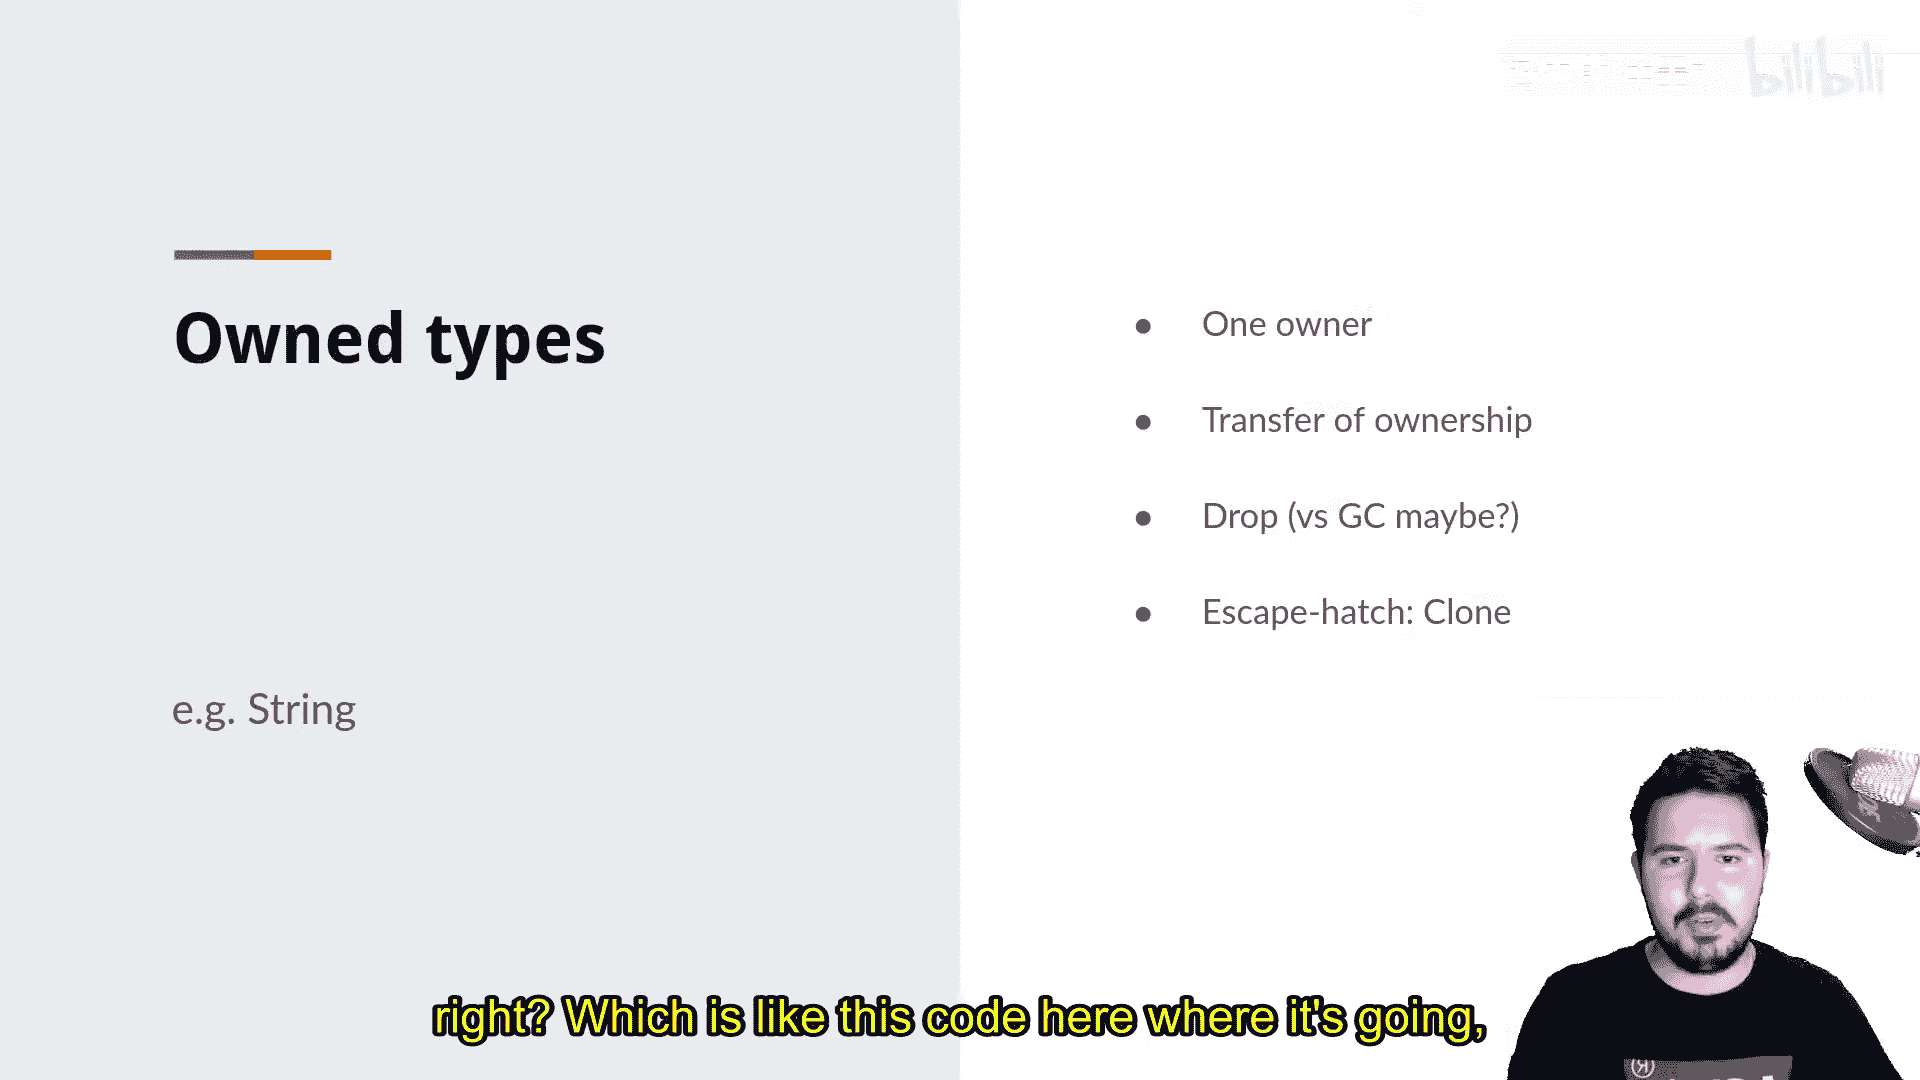 bilibili
Owned types
e.g. String
● One owner
● Transfer of ownership
● Drop (vs GC maybe?)
● Escape-hatch: Clone
right? Which is like this code here where it's going,